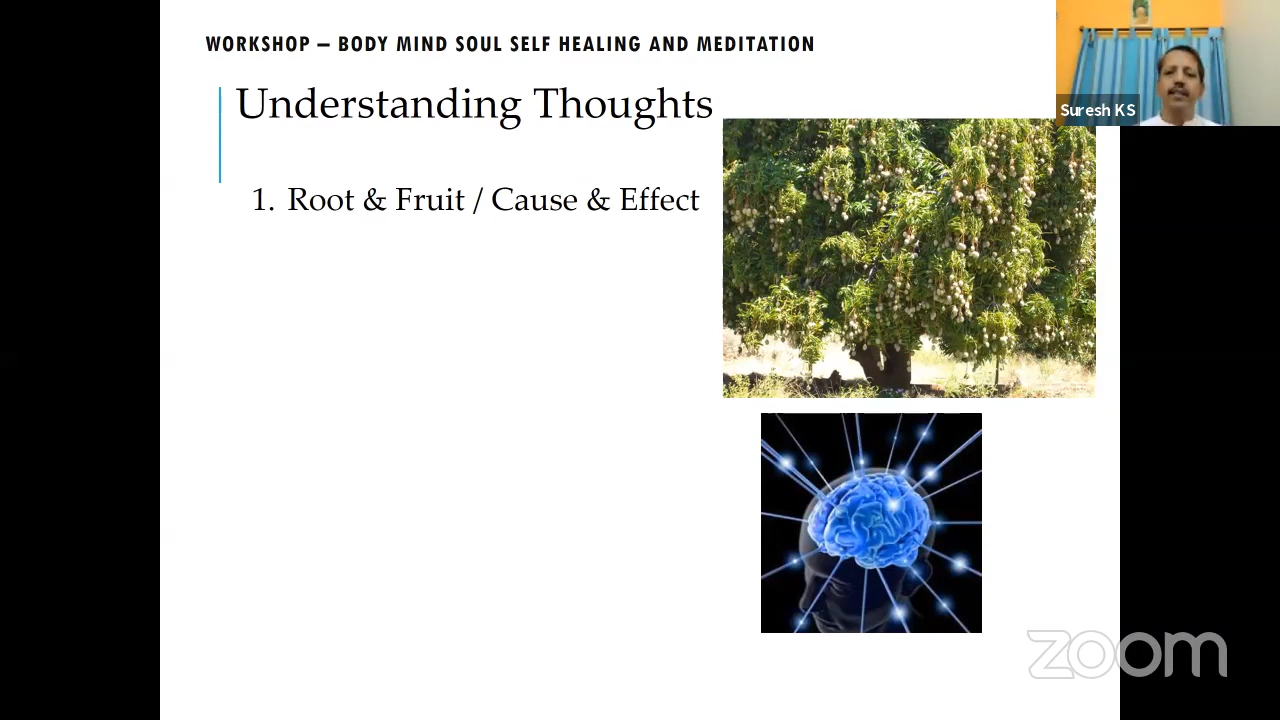 WORKSHOP – BODY MIND SOUL SELF HEALING AND MEDITATION
Understanding Thoughts
1. Root & Fruit / Cause & Effect
Suresh KS
zoom